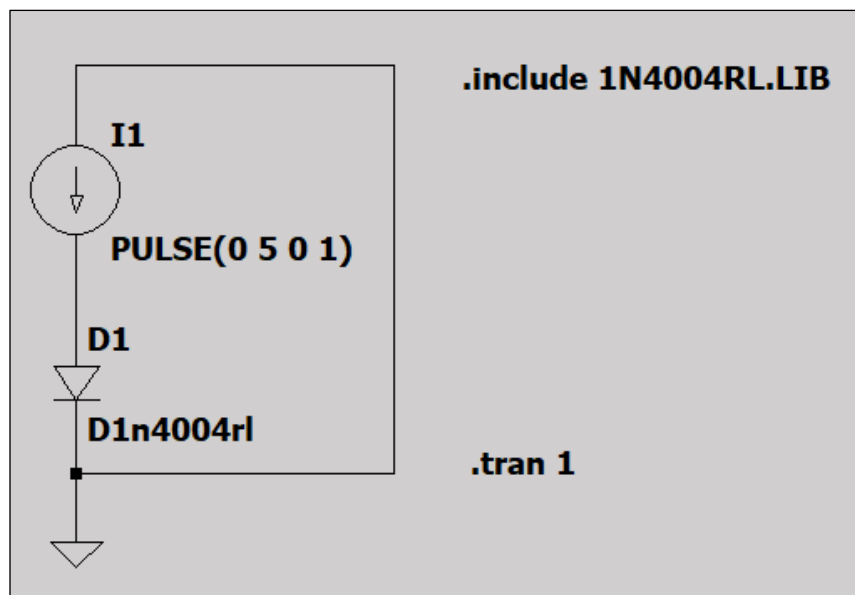 .include 1N4004RL.LIB
I1
PULSE(0 5 0 1)
D1
D1n4004rl
.tran 1